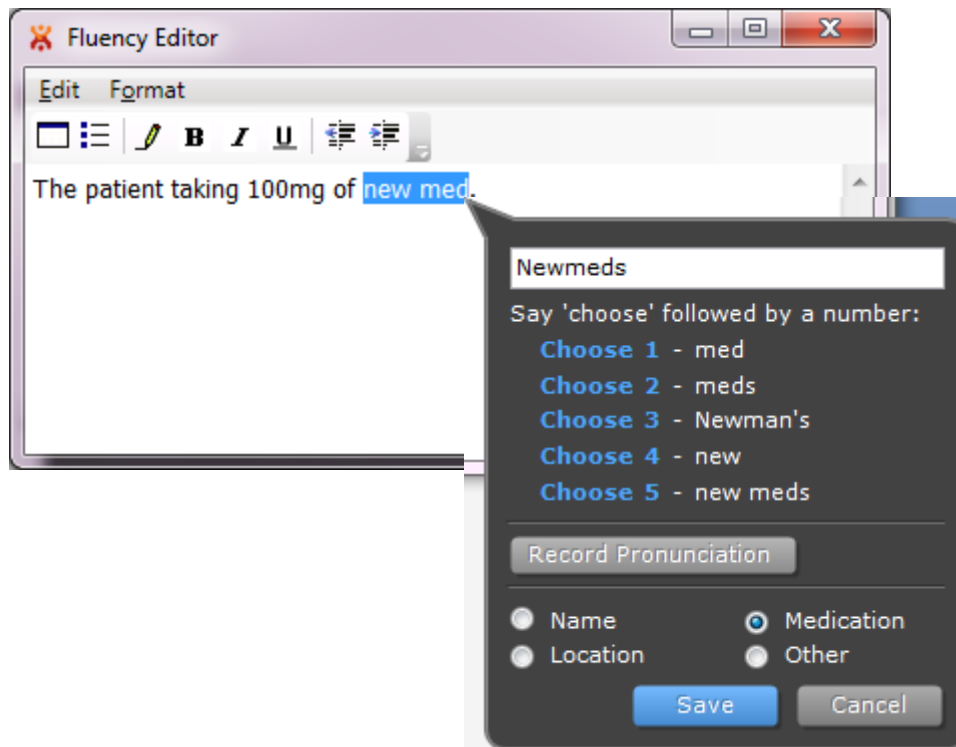 Fluency Editor
Edit Format
B I U
The patient taking 100mg of new med.
Newmeds
Say 'choose' followed by a number:
Choose 1 - med
Choose 2 - meds
Choose 3 - Newman's
Choose 4 - new
Choose 5 - new meds
Record Pronunciation
Name Medication
Location Other
Save Cancel